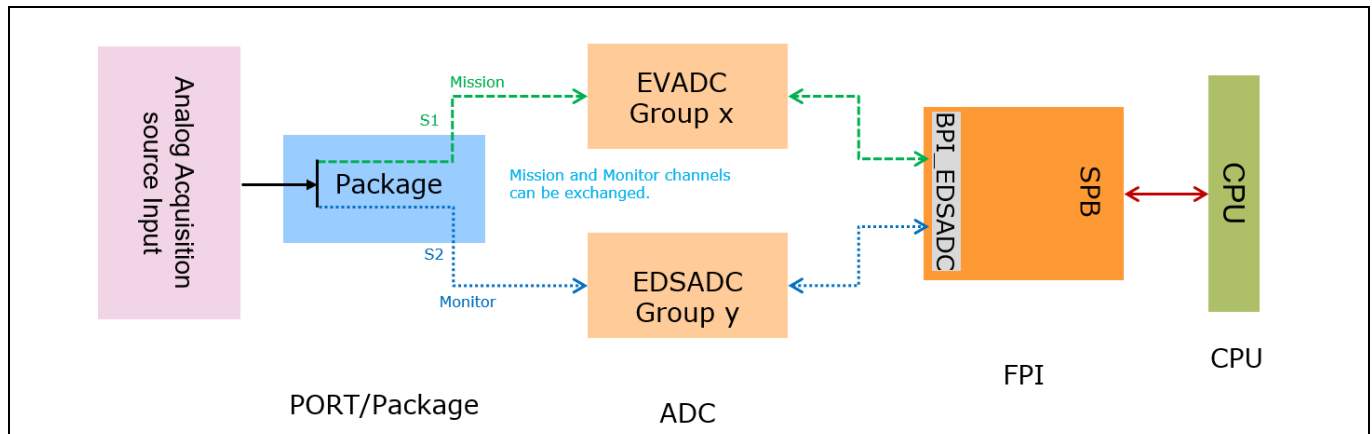 Analog Acquisition
source Input
Package
S1
Mission
S2
Monitor
Mission and Monitor channels
can be exchanged.
EVADC
Group x
EDSADC
Group y
BPI_EDSADC
SPB
CPU
PORT/Package
ADC
FPI
CPU